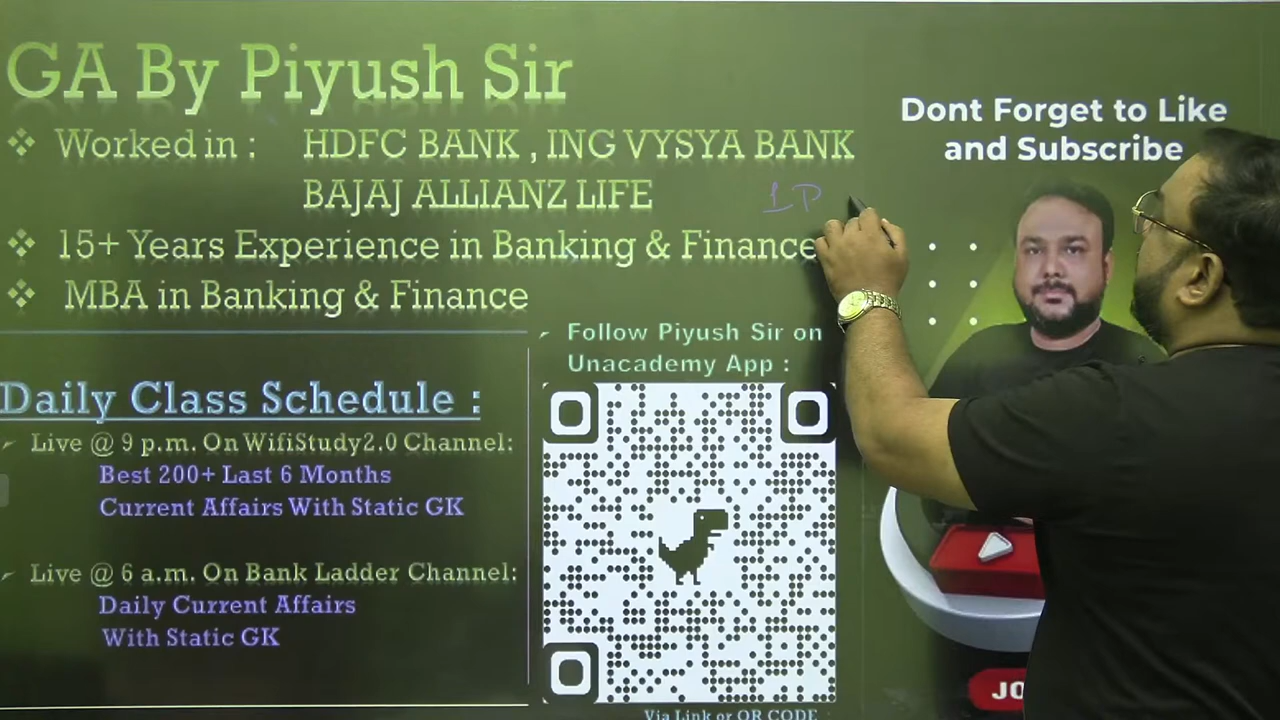 GA By Piyush Sir
Worked in : HDFC BANK , ING VYSYA BANK
BAJAJ ALLIANZ LIFE
IP
15+ Years Experience in Banking & Finance
MBA in Banking & Finance
Daily Class Schedule :
Live @ 9 p.m. On WifiStudy2.0 Channel:
Best 200+ Last 6 Months
Current Affairs With Static GK
Live @ 6 a.m. On Bank Ladder Channel:
Daily Current Affairs
With Static GK
Follow Piyush Sir on
Unacademy App :
Via Link or QR CODE
Dont Forget to Like
and Subscribe
JO